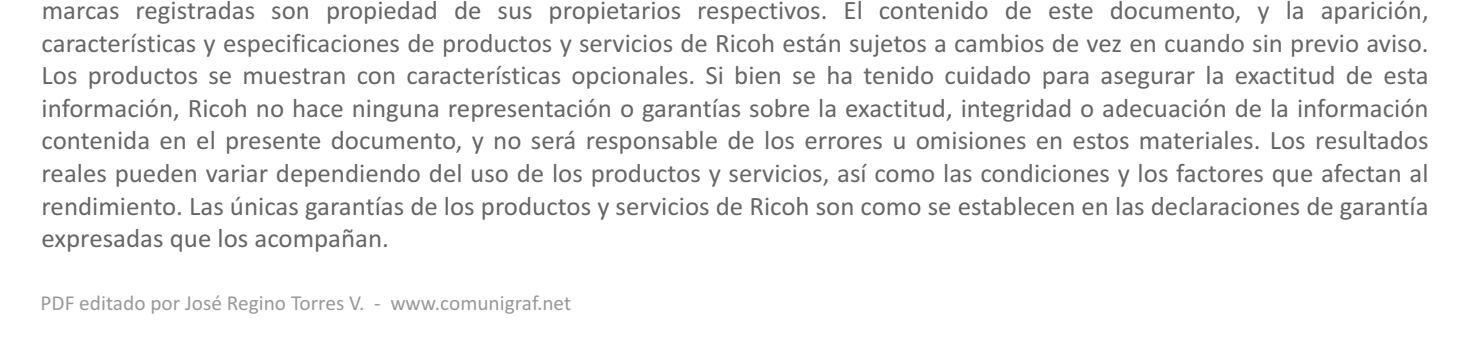 marcas registradas son propiedad de sus propietarios respectivos. El contenido de este documento, y la aparición,
características y especificaciones de productos y servicios de Ricoh están sujetos a cambios de vez en cuando sin previo aviso.
Los productos se muestran con características opcionales. Si bien se ha tenido cuidado para asegurar la exactitud de esta
información, Ricoh no hace ninguna representación o garantías sobre la exactitud, integridad o adecuación de la información
contenida en el presente documento, y no será responsable de los errores u omisiones en estos materiales. Los resultados
reales pueden variar dependiendo del uso de los productos y servicios, así como las condiciones y los factores que afectan al
rendimiento. Las únicas garantías de los productos y servicios de Ricoh son como se establecen en las declaraciones de garantía
expresadas que los acompañan.
PDF editado por José Regino Torres V. - www.comunigraf.net